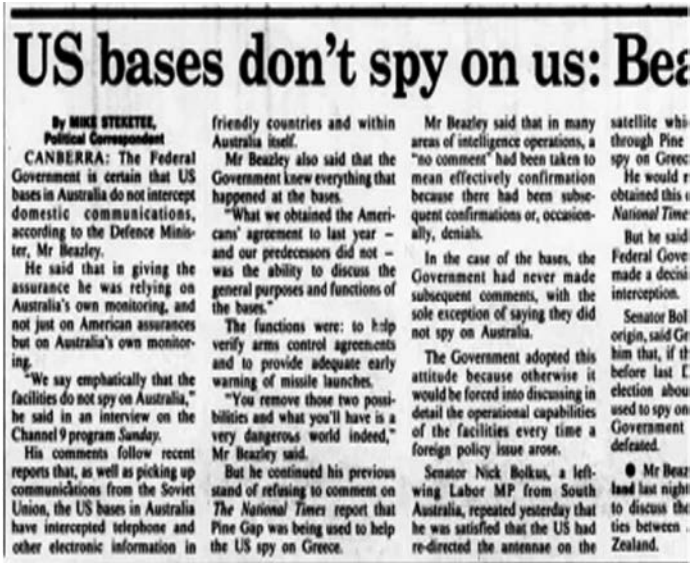 US bases don't spy on us: Bea
By MIKE STEKETEE,
Political Correspondent
CANBERRA: The Federal
Government is certain that US
bases in Australia do not intercept
domestic communications,
according to the Defence Minis-
ter, Mr Beazley.
He said that in giving the
assurance he was relying on
Australia's own monitoring, and
not just on American assurances
but on Australia's own monitor-
ing.
"We say emphatically that the
facilities do not spy on Australia,"
he said in an interview on the
Channel 9 program Sunday.
His comments follow recent
reports that, as well as picking up
communications from the Soviet
Union, the US bases in Australia
have intercepted telephone and
other electronic information in
friendly countries and within
Australia itself.
Mr Beazley also said that the
Government knew everything that
happened at the bases.
"What we obtained the Ameri-
cans' agreement to last year –
and our predecessors did not –
was the ability to discuss the
general purposes and functions of
the bases."
The functions were: to help
verify arms control agreements
and to provide adequate early
warning of missile launches.
"You remove those two possi-
bilities and what you'll have is a
very dangerous world indeed,"
Mr Beazley said.
But he continued his previous
stand of refusing to comment on
The National Times report that
Pine Gap was being used to help
the US spy on Greece.
Mr Beazley said that in many
areas of intelligence operations, a
"no comment" had been taken to
mean effectively confirmation
because there had been subse-
quent confirmations or, occasion-
ally, denials.
In the case of the bases, the
Government had never made
subsequent comments, with the
sole exception of saying they did
not spy on Australia.
The Government adopted this
attitude because otherwise it
would be forced into discussing in
detail the operational capabilities
of the facilities every time a
foreign policy issue arose.
Senator Nick Bolkus, a left-
wing Labor MP from South
Australia, repeated yesterday that
he was satisfied that the US had
re-directed the antennae on the
satellite whi
through Pine
spy on Greec
He would r
obtained this
National Time
But he said
Federal Gove
made a decisi
interception.
Senator Bol
origin, said Ge
him that, if th
before last
election abou
used to spy on
Government
defeated.
● Mr Beaz
land last night
to discuss the
ties between
Zealand.